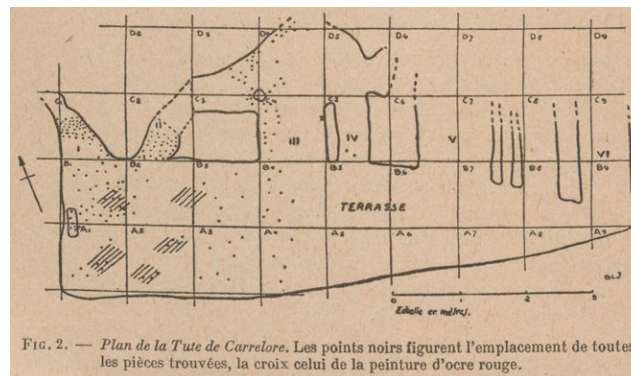 D2 D3 D4 D5 D6 D7 D8 D9
C2 C3 C4 C5 C6 C7 C8 C9
I II III IV V VI
B1 B2 B3 B4 B5 B6 B7 B8 B9
TERRASSE
A1 A2 A3 A4 A5 A6 A7 A8 A9
0 1 2 3
Echelle en mètres.
FIG. 2. — Plan de la Tute de Carrelore. Les points noirs figurent l'emplacement de toutes
les pièces trouvées, la croix celui de la peinture d'ocre rouge.